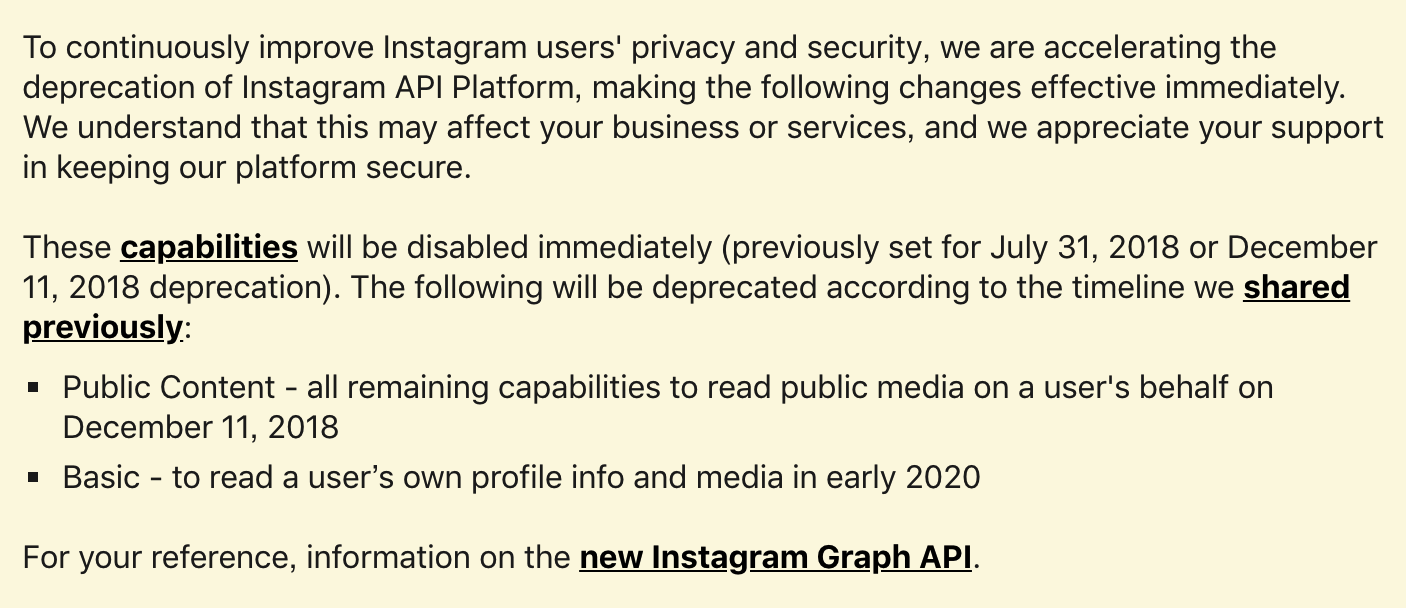 To continuously improve Instagram users' privacy and security, we are accelerating the
deprecation of Instagram API Platform, making the following changes effective immediately.
We understand that this may affect your business or services, and we appreciate your support
in keeping our platform secure.
These capabilities will be disabled immediately (previously set for July 31, 2018 or December
11, 2018 deprecation). The following will be deprecated according to the timeline we shared
previously:
▪ Public Content - all remaining capabilities to read public media on a user's behalf on
December 11, 2018
▪ Basic - to read a user’s own profile info and media in early 2020
For your reference, information on the new Instagram Graph API.